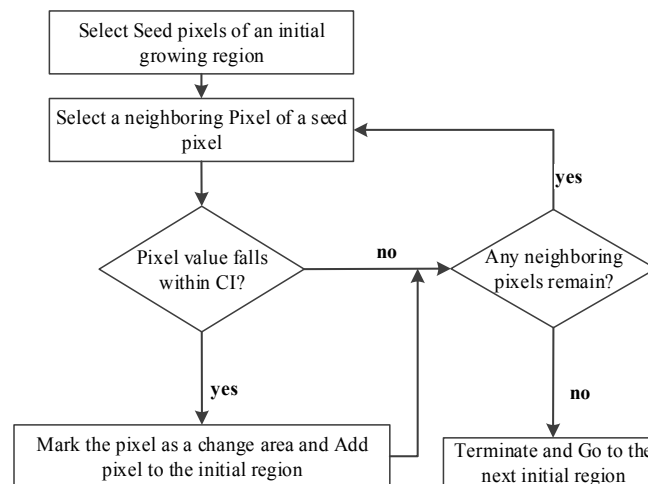 Select Seed pixels of an initial
growing region
Select a neighboring Pixel of a seed
pixel
yes
Pixel value falls
within CI?
no
Any neighboring
pixels remain?
yes
no
Mark the pixel as a change area and Add
pixel to the initial region
Terminate and Go to the
next initial region